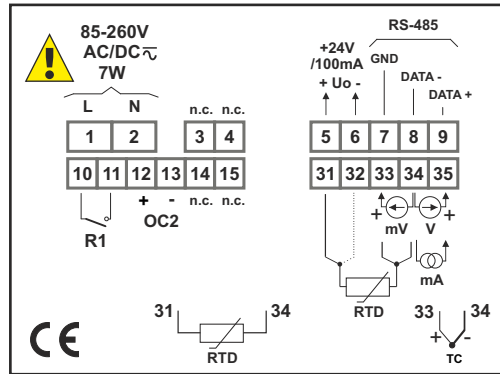 85-260V
AC/DC
7W
L N
n.c. n.c.
1 2 3 4
10 11 12 13 14 15
+ - n.c. n.c.
OC2
R1
RS-485
+24V
/100mA
+ Uo -
GND
DATA -
DATA +
5 6 7 8 9
31 32 33 34 35
+ +
mV V
mA
RTD
31 34
RTD
33 34
+ -
TC
CE